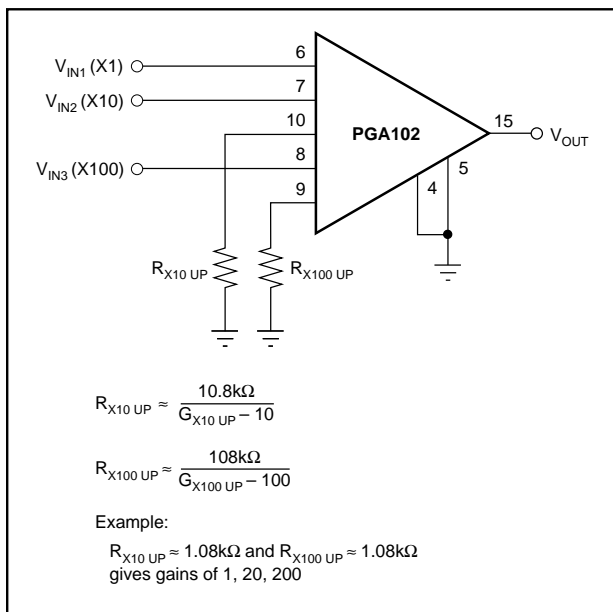 V_IN1 (X1) 6
V_IN2 (X10) 7
10 PGA102 15 V_OUT
V_IN3 (X100) 8 5
4
9
R_X10 UP R_X100 UP
R_X10 UP ≈ 10.8kΩ / G_X10 UP – 10
R_X100 UP ≈ 108kΩ / G_X100 UP – 100
Example:
R_X10 UP ≈ 1.08kΩ and R_X100 UP ≈ 1.08kΩ
gives gains of 1, 20, 200